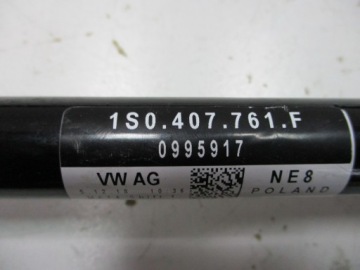 1S0.407.761.F
0995917
VW AG NE8
POLAND